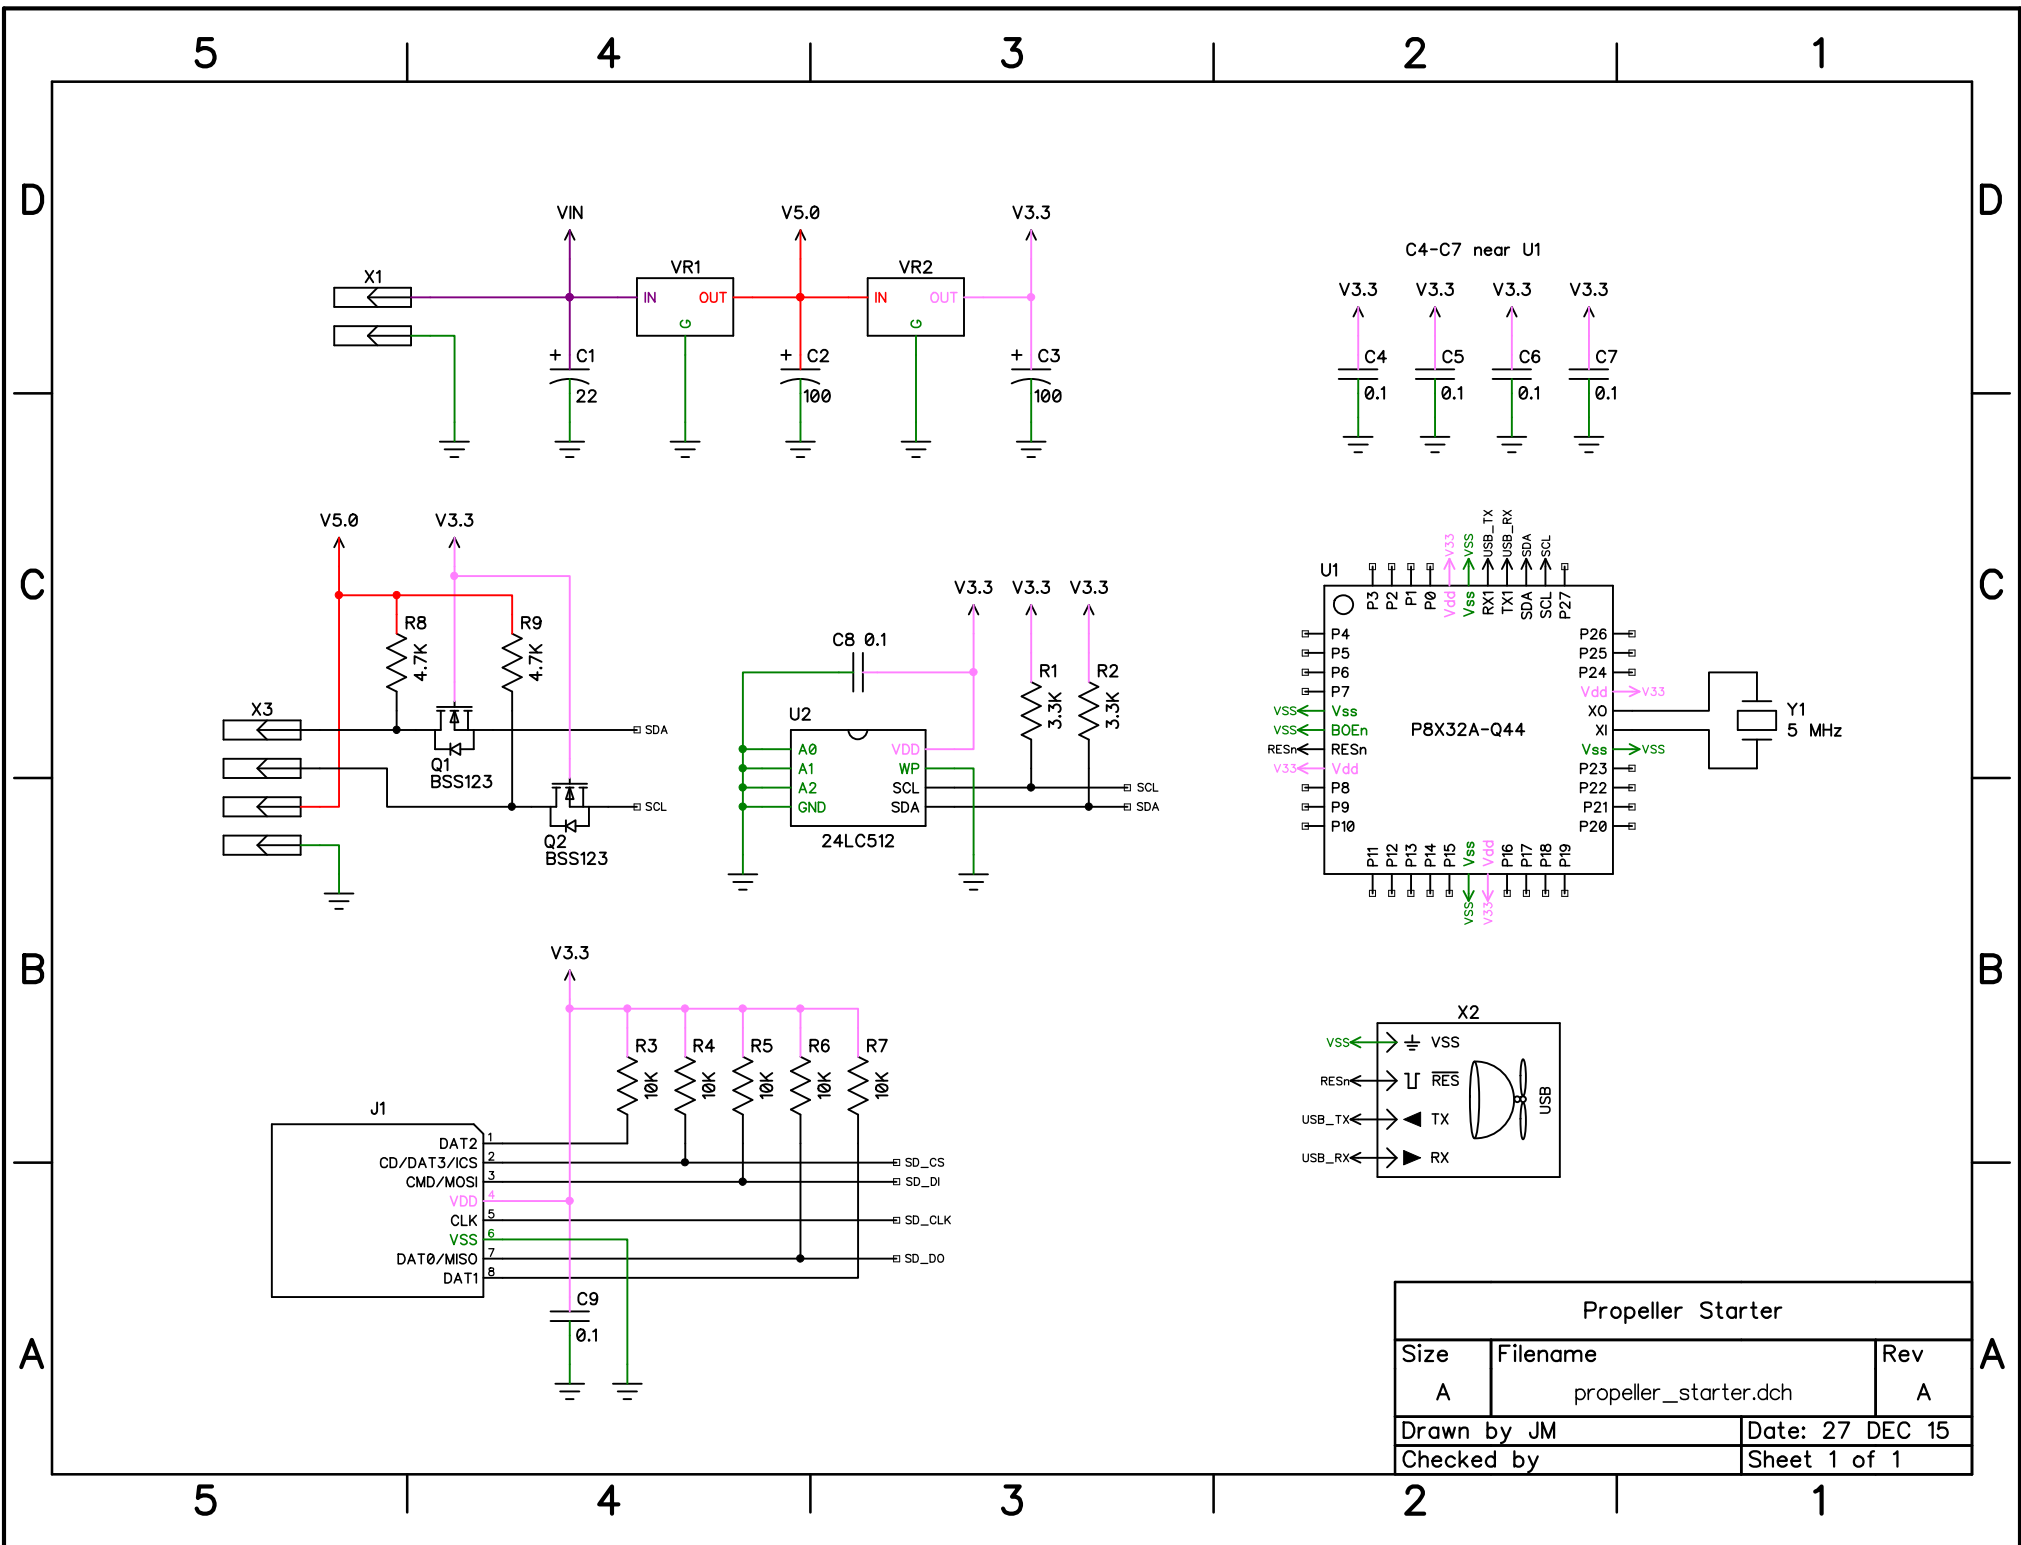 5 4 3 2 1
D D
VIN V5.0 V3.3
C4-C7 near U1
X1 VR1 VR2
IN OUT IN OUT
G G
V3.3 V3.3 V3.3 V3.3
+ C1 + C2 + C3
22 100 100
C4 C5 C6 C7
0.1 0.1 0.1 0.1
C C
V5.0 V3.3
R8 R9
4.7K 4.7K
X3
SDA
Q1
BSS123
SCL
Q2
BSS123
V3.3 V3.3 V3.3
C8 0.1
R1 R2
3.3K 3.3K
U2
A0 VDD
A1 WP
A2 SCL SCL
GND SDA SDA
24LC512
V33 VSS USB_TX USB_RX SDA SCL
U1
P3 P2 P1 P0 Vdd Vss RX1 TX1 SDA SCL P27
P4 P26
P5 P25
P6 P24
P7 Vdd V33
VSS Vss XO
VSS BOEn XI
RESn RESn Vss VSS
V33 Vdd P23
P8 P22
P9 P21
P10 P20
P8X32A-Q44
Y1
5 MHz
P11 P12 P13 P14 P15 Vss Vdd P16 P17 P18 P19
VSS V33
B B
V3.3
R3 R4 R5 R6 R7
10K 10K 10K 10K 10K
J1
DAT2 1
CD/DAT3/ICS 2 SD_CS
CMD/MOSI 3 SD_DI
VDD 4
CLK 5 SD_CLK
VSS 6
DAT0/MISO 7 SD_DO
DAT1 8
C9
0.1
X2
VSS VSS
RESn RES
USB_TX TX
USB_RX RX
USB
A A
Propeller Starter
Size Filename Rev
A propeller_starter.dch A
Drawn by JM Date: 27 DEC 15
Checked by Sheet 1 of 1
5 4 3 2 1